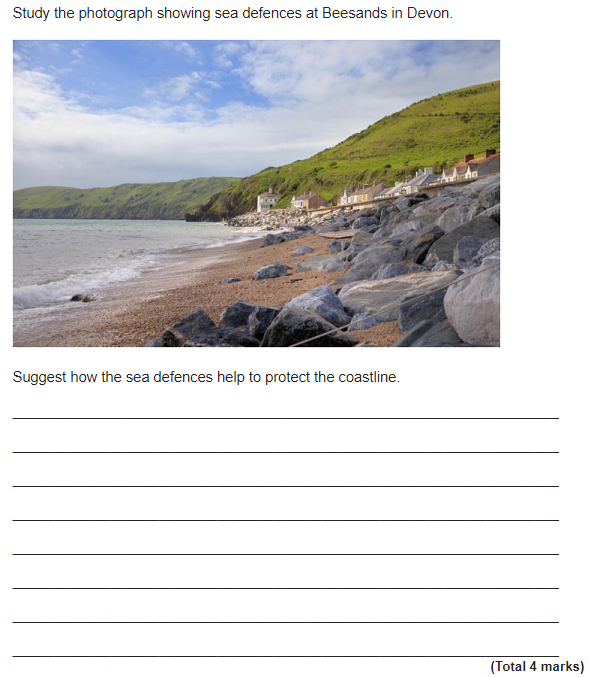 Study the photograph showing sea defences at Beesands in Devon.
Suggest how the sea defences help to protect the coastline.
(Total 4 marks)